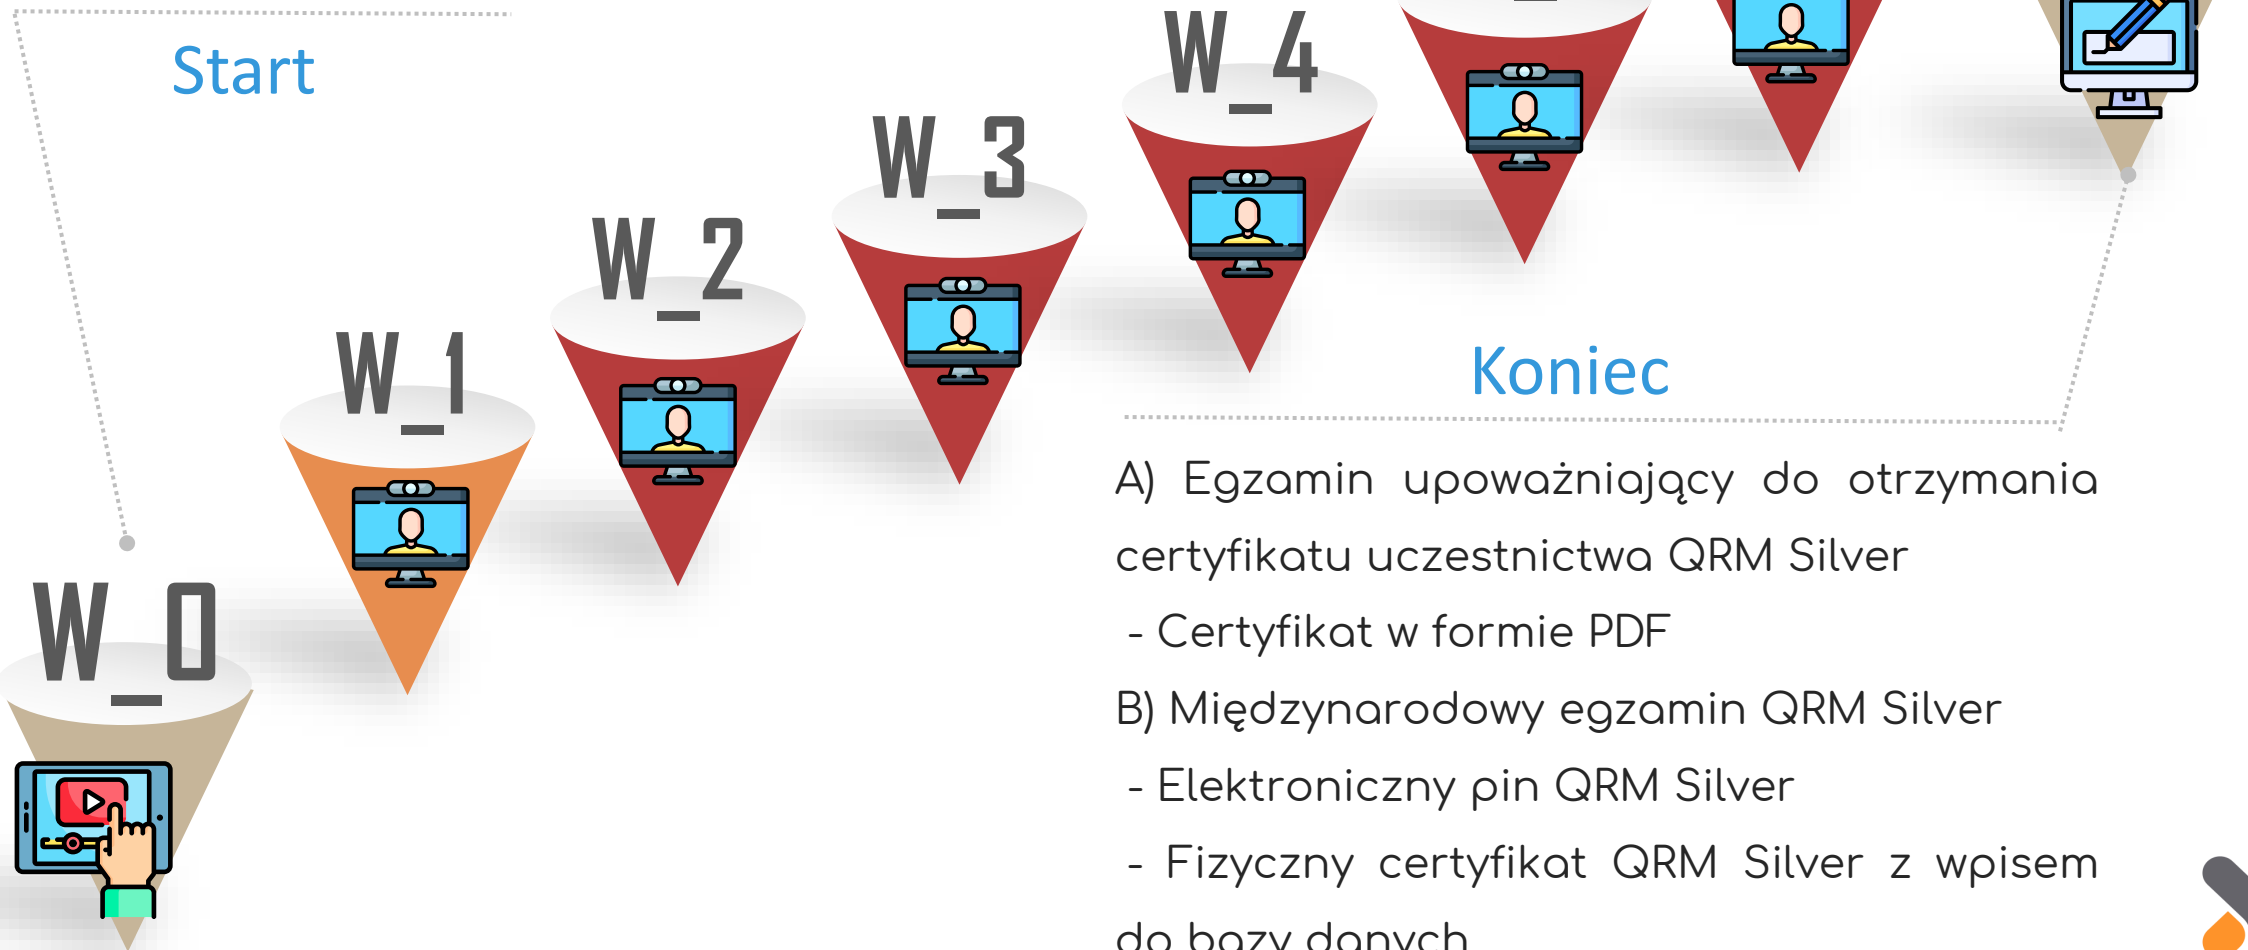 Start
W_4
W_3
W_2
W_1
W_0
Koniec
A) Egzamin upoważniający do otrzymania
certyfikatu uczestnictwa QRM Silver
- Certyfikat w formie PDF
B) Międzynarodowy egzamin QRM Silver
- Elektroniczny pin QRM Silver
- Fizyczny certyfikat QRM Silver z wpisem
do bazy danych